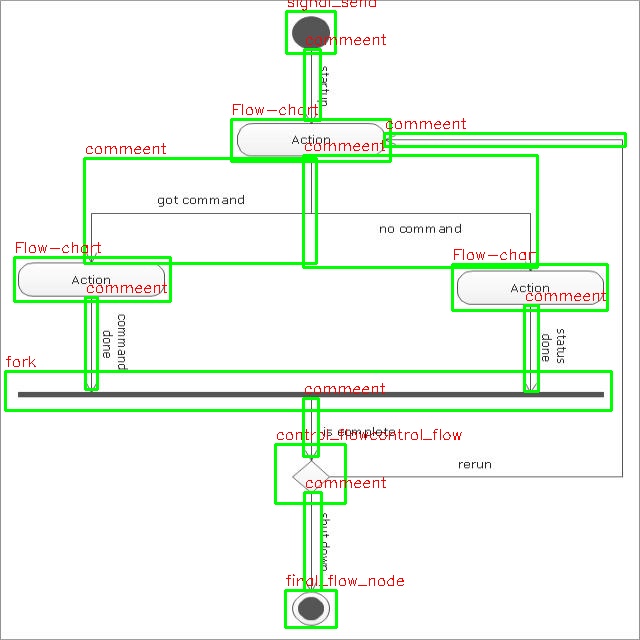 signal_send
commeent
startup
Flow-chart
commeent
Action
commeent
commeent
got command
no command
Flow-chart
Flow-char
Action
commeent
Action
commeent
command
done
status
done
fork
commeent
is complete
control_flowcontrol_flow
rerun
commeent
shut down
final_flow_node